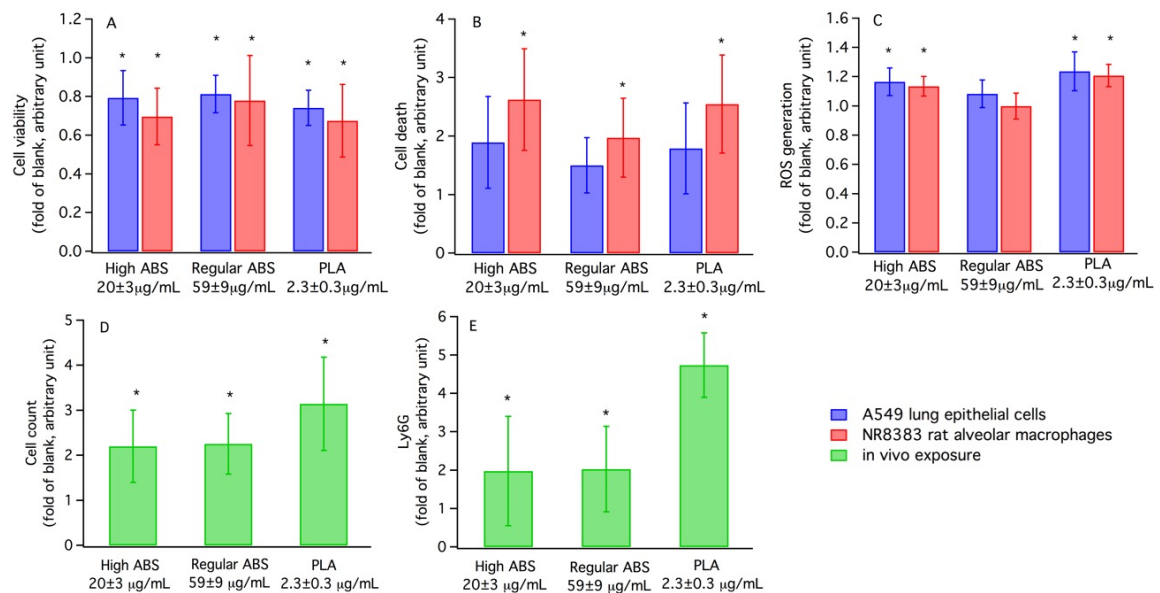 A
Cell viability
(fold of blank, arbitrary unit)
1.2
1.0
0.8
0.6
0.4
0.2
0.0
* * * * * *
High ABS Regular ABS PLA
20±3μg/mL 59±9μg/mL 2.3±0.3μg/mL
B
Cell death
(fold of blank, arbitrary unit)
4
3
2
1
0
* * *
High ABS Regular ABS PLA
20±3μg/mL 59±9μg/mL 2.3±0.3μg/mL
C
ROS generation
(fold of blank, arbitrary unit)
1.6
1.4
1.2
1.0
0.8
0.6
0.4
0.2
0.0
* * * *
High ABS Regular ABS PLA
20±3μg/mL 59±9μg/mL 2.3±0.3μg/mL
D
Cell count
(fold of blank, arbitrary unit)
5
4
3
2
1
0
* * *
High ABS Regular ABS PLA
20±3 μg/mL 59±9 μg/mL 2.3±0.3 μg/mL
E
Ly6G
(fold of blank, arbitrary unit)
6
5
4
3
2
1
0
* * *
High ABS Regular ABS PLA
20±3 μg/mL 59±9 μg/mL 2.3±0.3 μg/mL
A549 lung epithelial cells
NR8383 rat alveolar macrophages
in vivo exposure